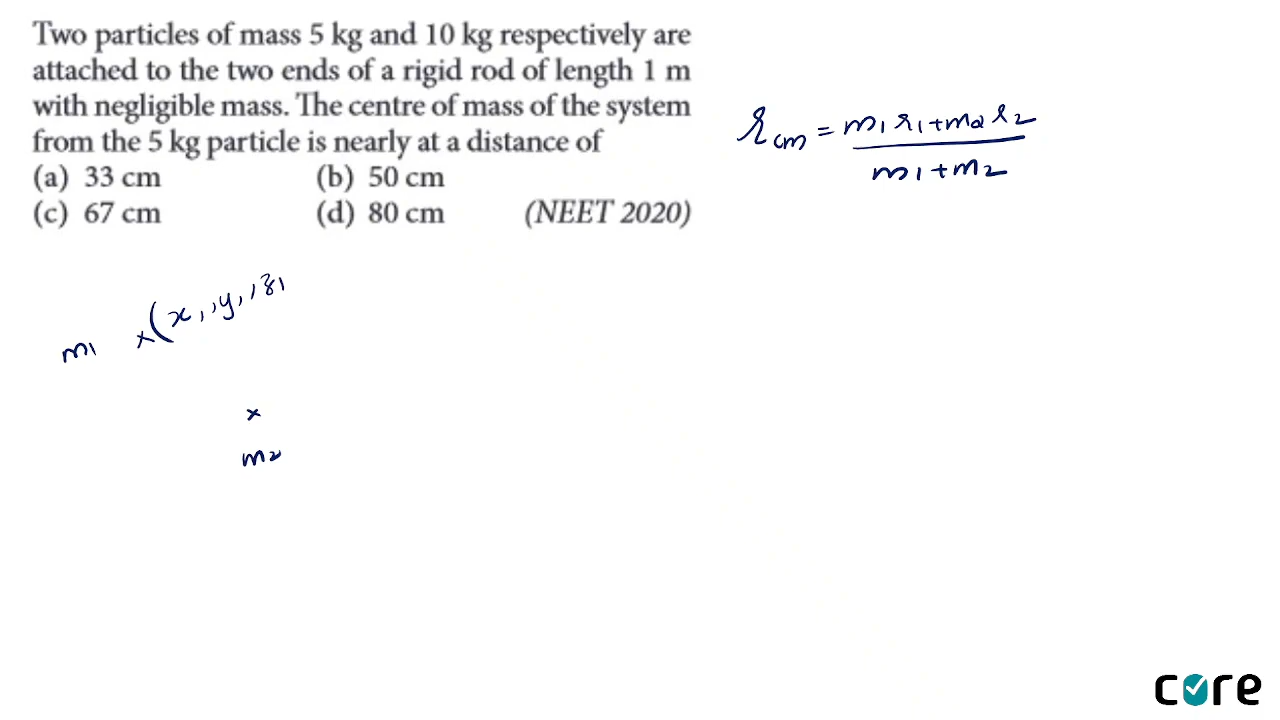 Two particles of mass 5 kg and 10 kg respectively are
attached to the two ends of a rigid rod of length 1 m
with negligible mass. The centre of mass of the system
from the 5 kg particle is nearly at a distance of
(a) 33 cm (b) 50 cm
(c) 67 cm (d) 80 cm (NEET 2020)
r_cm = (m₁r₁+m₂r₂)/(m₁+m₂)
m₁ ×(x₁,y₁,z₁
×
m₂
core